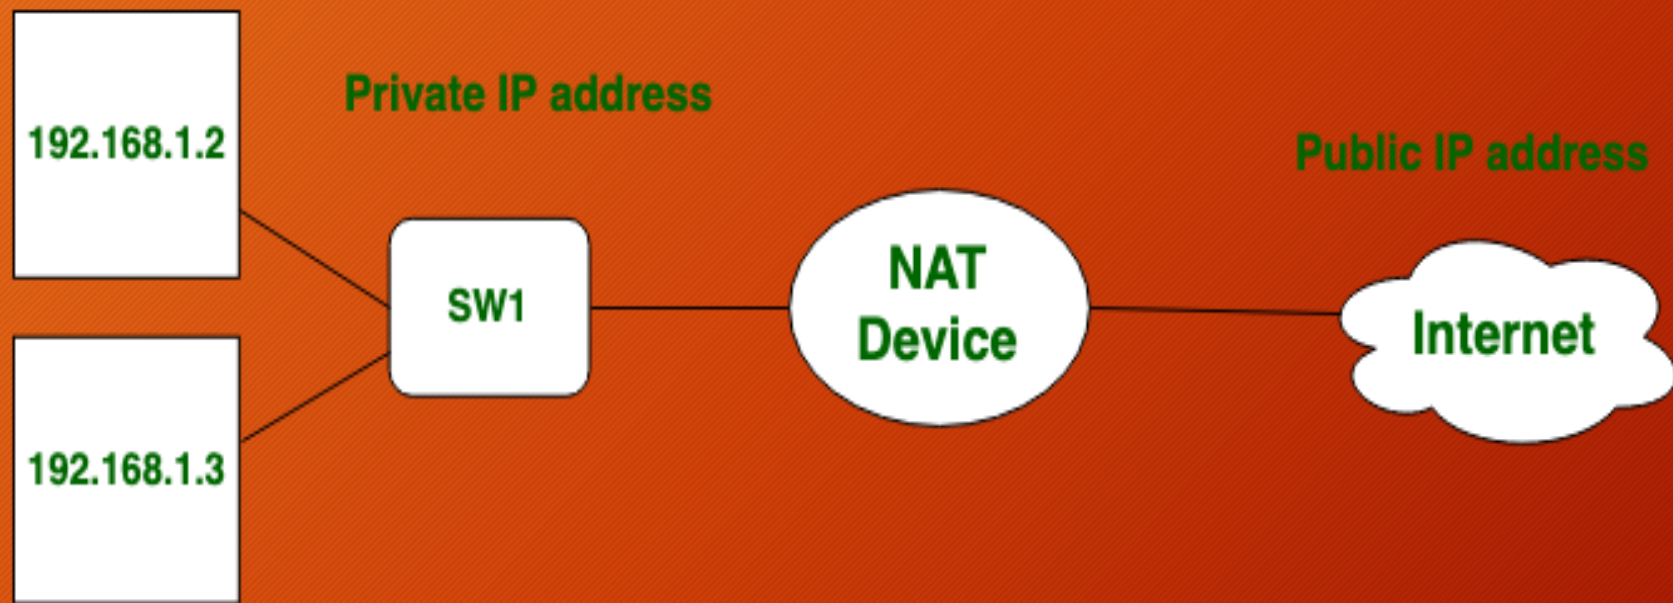 Private IP address
192.168.1.2
Public IP address
NAT
Device
SW1
Internet
192.168.1.3